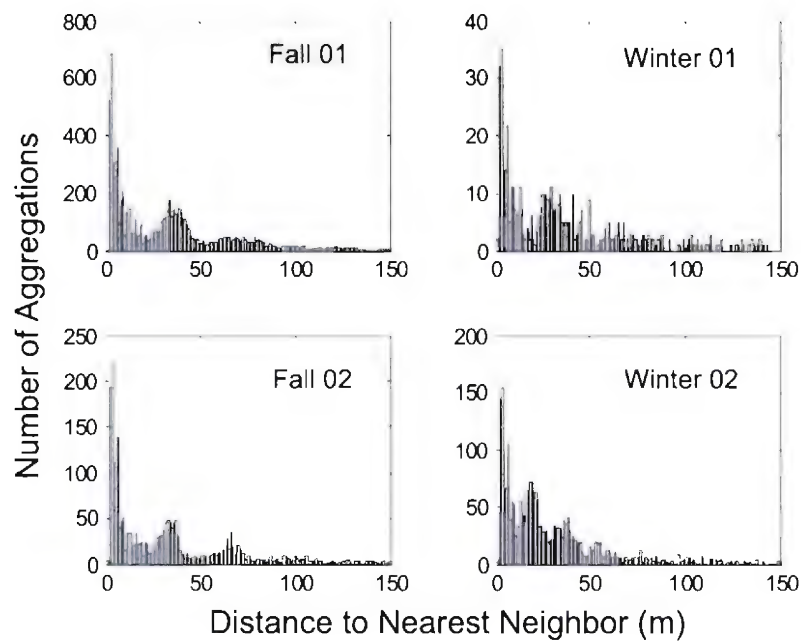 Number of Aggregations
Fall 01
800
600
400
200
0
0 50 100 150
Winter 01
40
30
20
10
0
0 50 100 150
Fall 02
250
200
150
100
50
0
0 50 100 150
Winter 02
200
150
100
50
0
0 50 100 150
Distance to Nearest Neighbor (m)